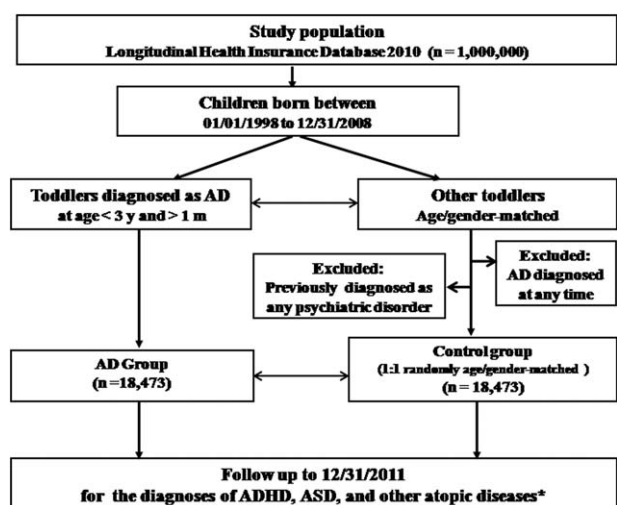 Study population
Longitudinal Health Insurance Database 2010 (n = 1,000,000)
Children born between
01/01/1998 to 12/31/2008
Toddlers diagnosed as AD
at age < 3 y and > 1 m
Other toddlers
Age/gender-matched
Excluded:
Previously diagnosed as
any psychiatric disorder
Excluded:
AD diagnosed
at any time
AD Group
(n =18,473)
Control group
(1:1 randomly age/gender-matched )
(n = 18,473)
Follow up to 12/31/2011
for the diagnoses of ADHD, ASD, and other atopic diseases*